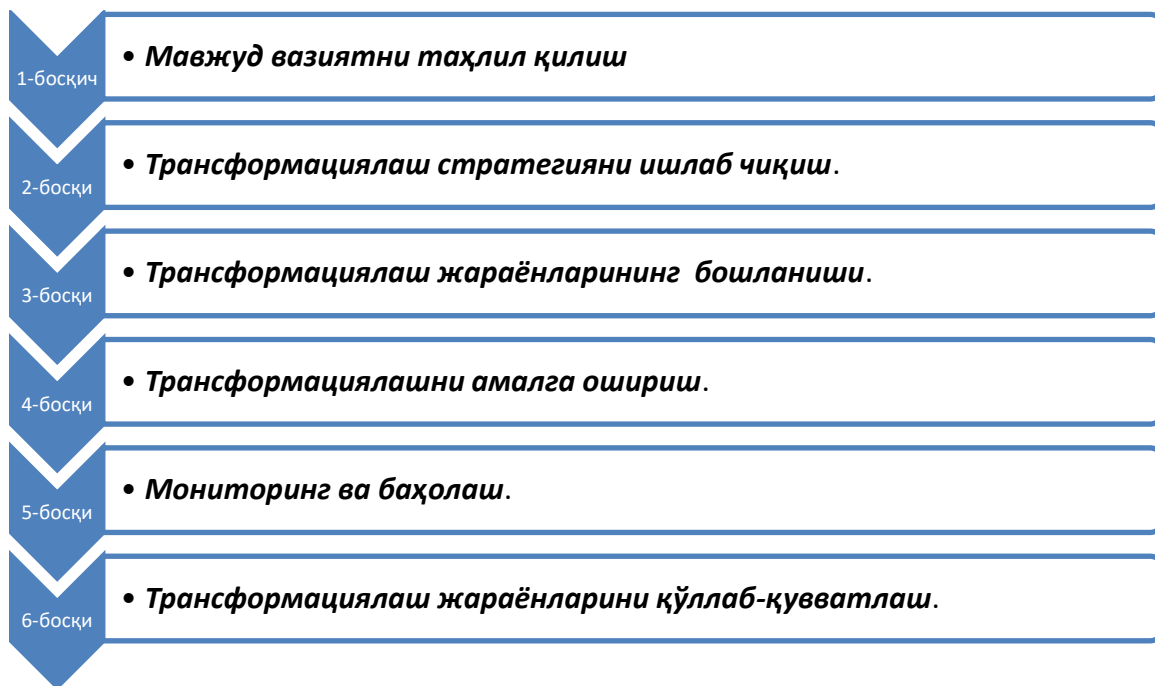 1-босқич
• Мавжуд вазиятни таҳлил қилиш
2-босқи
• Трансформациялаш стратегияни ишлаб чиқиш.
3-босқи
• Трансформациялаш жараёнларининг бошланиши.
4-босқи
• Трансформациялашни амалга ошириш.
5-босқи
• Мониторинг ва баҳолаш.
6-босқи
• Трансформациялаш жараёнларини қўллаб-қувватлаш.